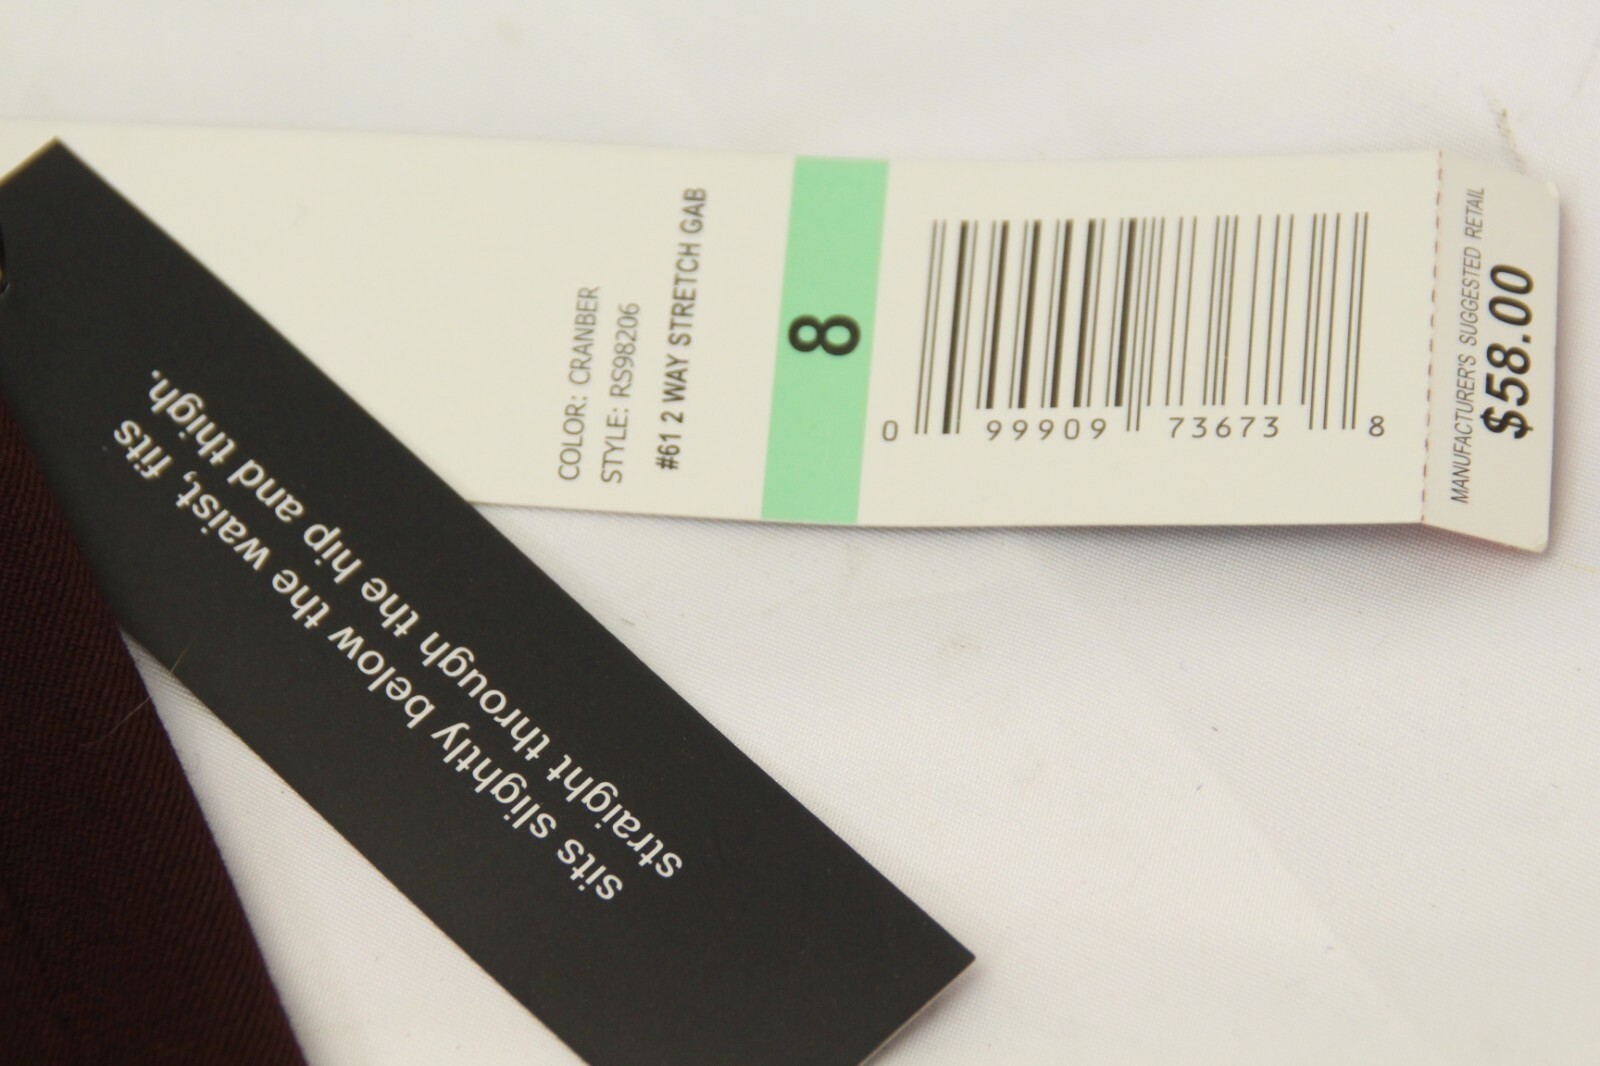 COLOR: CRANBER
STYLE: RS98206
#61 2 WAY STRETCH GAB
8
0 99909 73673 8
MANUFACTURER'S SUGGESTED RETAIL
$58.00
sits slightly below the waist, fits
straight through the hip and thigh.